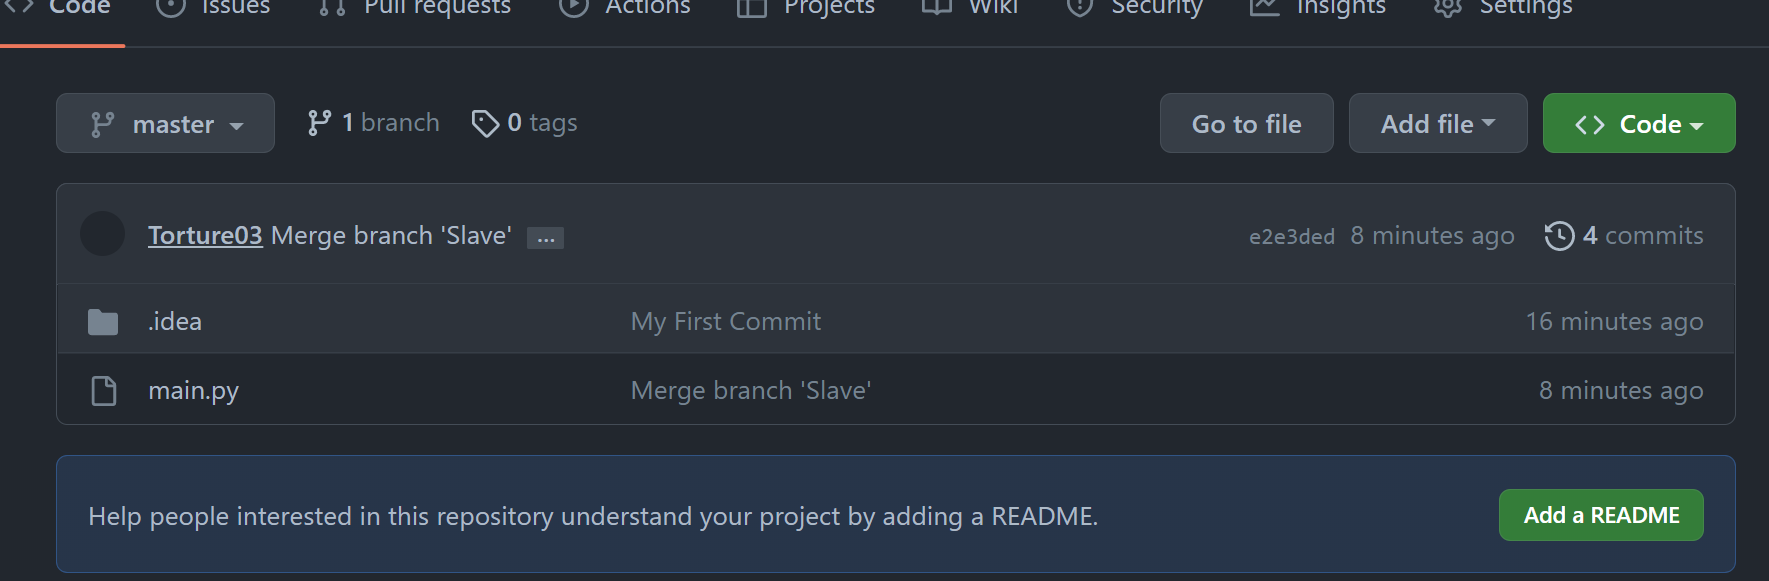 Code Issues Pull requests Actions Projects Wiki Security Insights Settings
master 1 branch 0 tags Go to file Add file Code
Torture03 Merge branch 'Slave' ... e2e3ded 8 minutes ago 4 commits
.idea My First Commit 16 minutes ago
main.py Merge branch 'Slave' 8 minutes ago
Help people interested in this repository understand your project by adding a README. Add a README